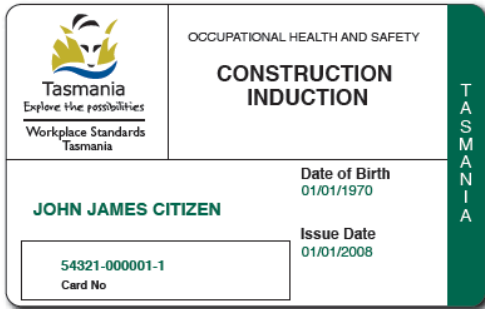 Tasmania
Explore the possibilities
Workplace Standards
Tasmania
OCCUPATIONAL HEALTH AND SAFETY
CONSTRUCTION
INDUCTION
TASMANIA
JOHN JAMES CITIZEN
Date of Birth
01/01/1970
Issue Date
01/01/2008
54321-000001-1
Card No